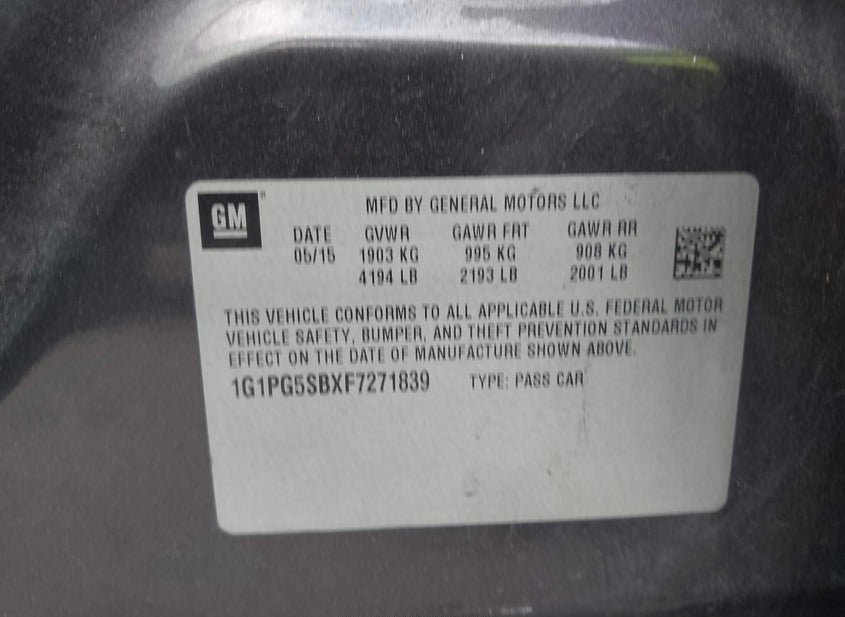 GM
MFD BY GENERAL MOTORS LLC
DATE GVWR GAWR FRT GAWR RR
05/15 1903 KG 995 KG 908 KG
4194 LB 2193 LB 2001 LB
THIS VEHICLE CONFORMS TO ALL APPLICABLE U.S. FEDERAL MOTOR
VEHICLE SAFETY, BUMPER, AND THEFT PREVENTION STANDARDS IN
EFFECT ON THE DATE OF MANUFACTURE SHOWN ABOVE.
1G1PG5SBXF7271839 TYPE: PASS CAR